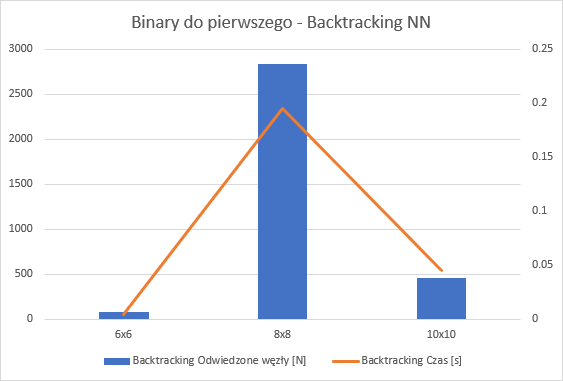 Binary do pierwszego - Backtracking NN
3000
2500
2000
1500
1000
500
0
0.25
0.2
0.15
0.1
0.05
0
6x6
8x8
10x10
Backtracking Odwiedzone węzły [N]
Backtracking Czas [s]